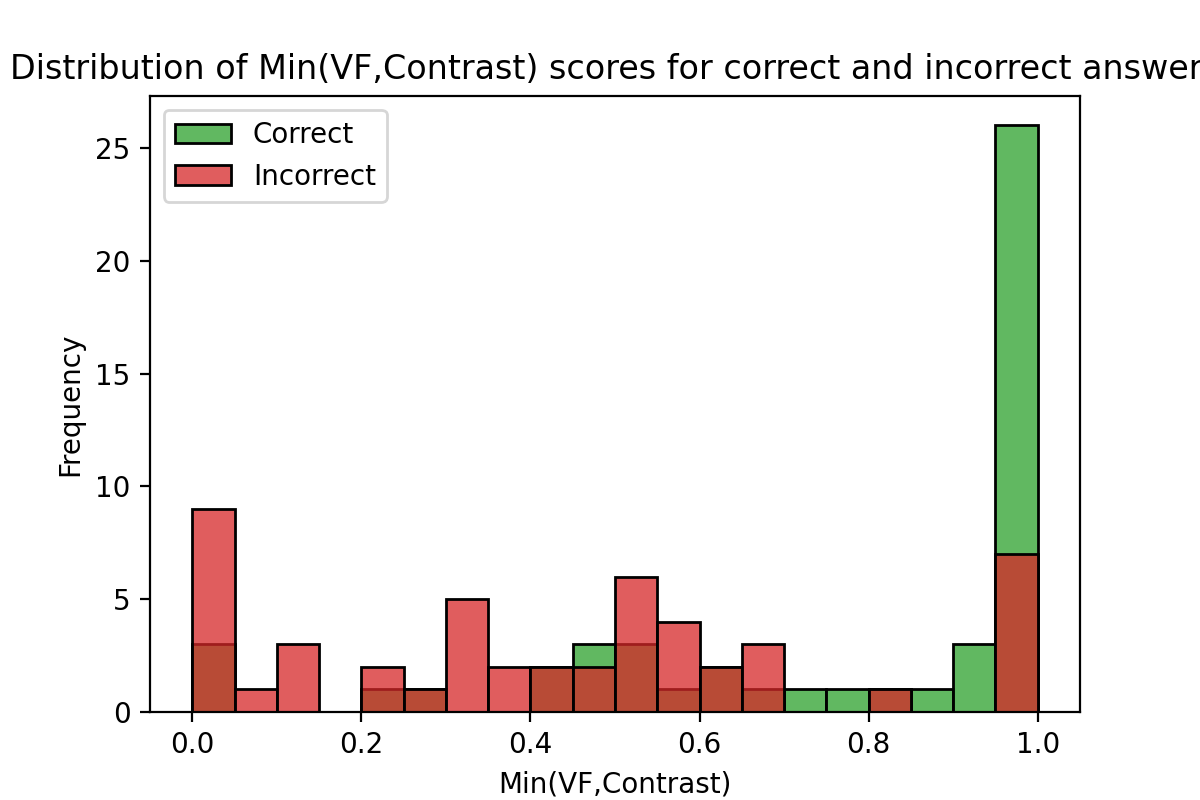 Distribution of Min(VF,Contrast) scores for correct and incorrect answer
Correct
Incorrect
25
20
15
10
5
0
Frequency
0.0 0.2 0.4 0.6 0.8 1.0
Min(VF,Contrast)